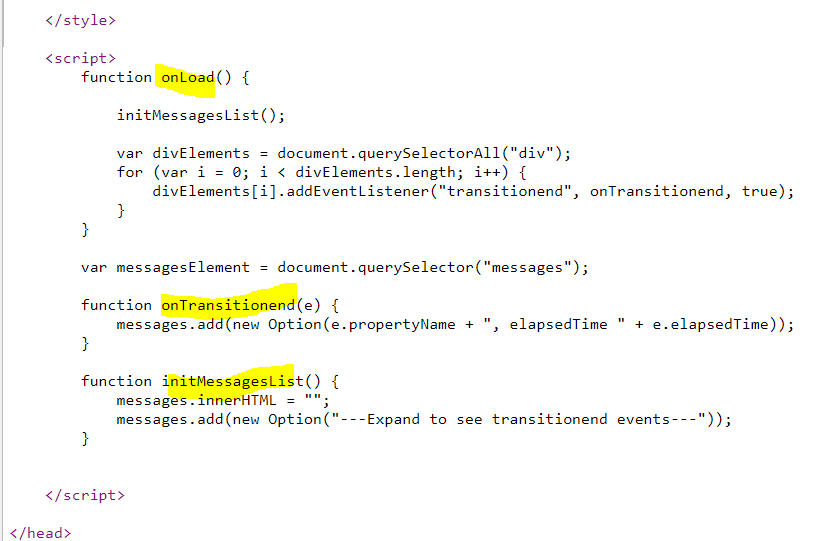 </style>
<script>
function onLoad() {
initMessagesList();
var divElements = document.querySelectorAll("div");
for (var i = 0; i < divElements.length; i++) {
divElements[i].addEventListener("transitionend", onTransitionend, true);
}
}
var messagesElement = document.querySelector("messages");
function onTransitionend(e) {
messages.add(new Option(e.propertyName + ", elapsedTime " + e.elapsedTime));
}
function initMessagesList() {
messages.innerHTML = "";
messages.add(new Option("---Expand to see transitionend events---"));
}
</script>
</head>